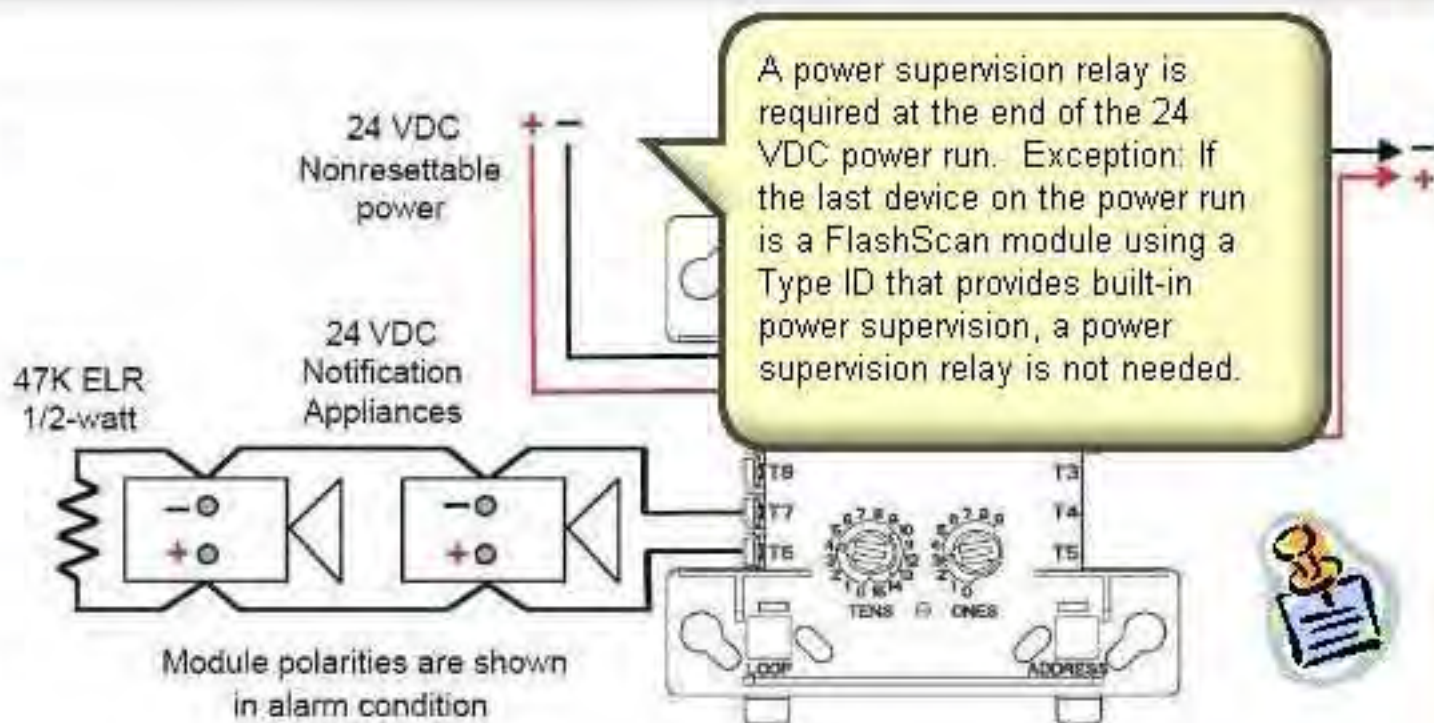 24 VDC
Nonresettable
power
+ −
A power supervision relay is
required at the end of the 24
VDC power run. Exception: If
the last device on the power run
is a FlashScan module using a
Type ID that provides built-in
power supervision, a power
supervision relay is not needed.
−
+
47K ELR
1/2-watt
24 VDC
Notification
Appliances
−
+
−
+
T8
T7
T6
T3
T4
T5
TENS
ONES
LOOP
ADDRESS
Module polarities are shown
in alarm condition